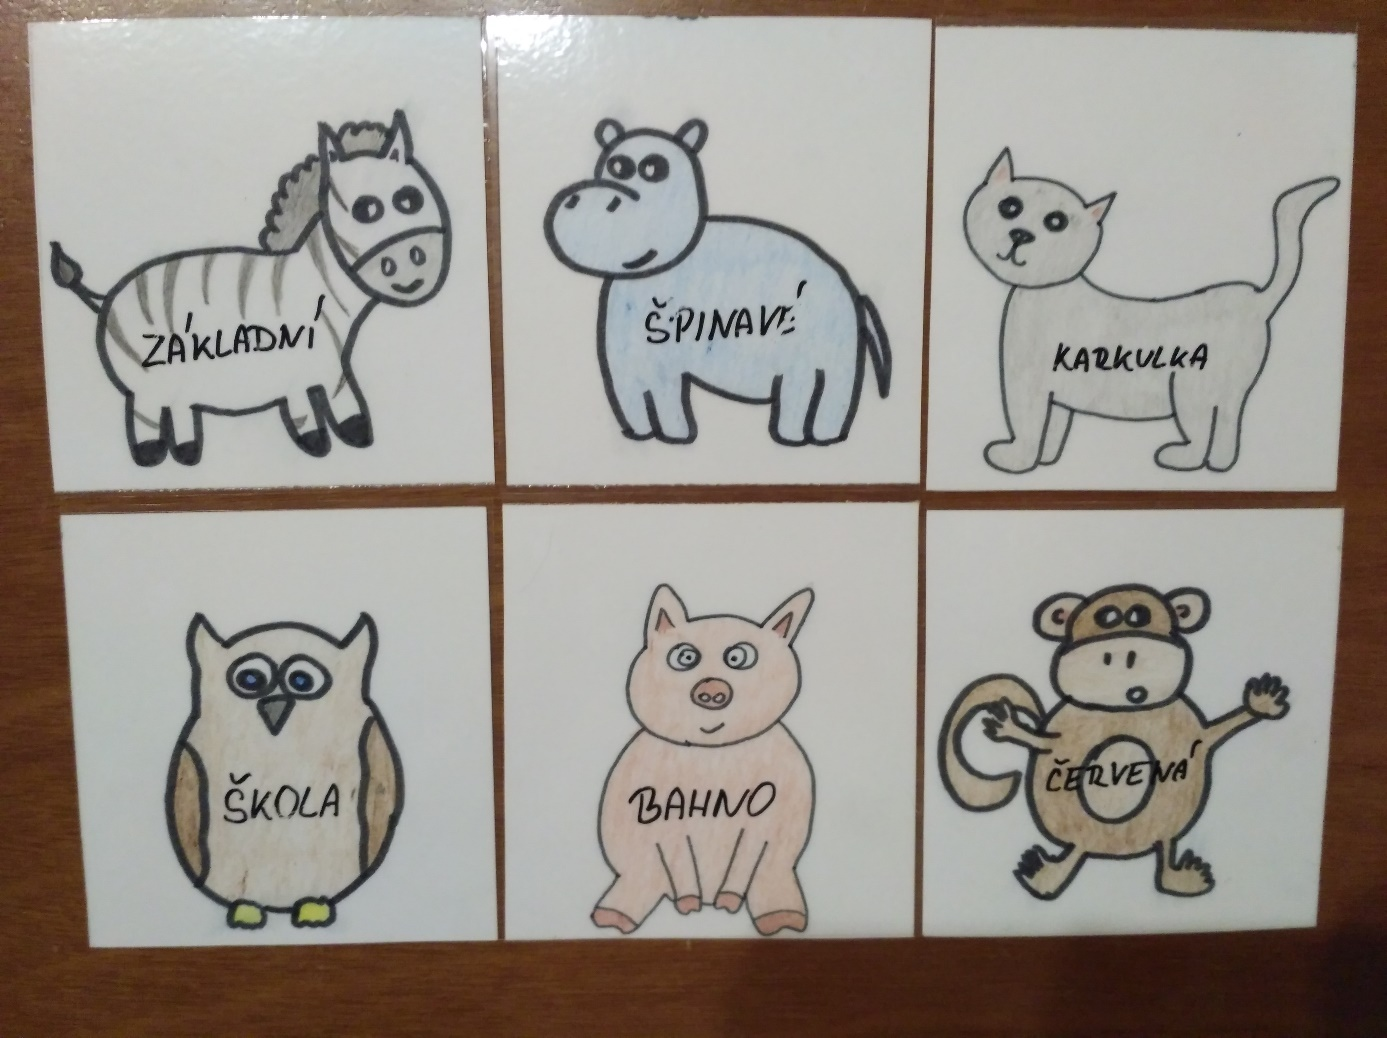 ZÁKLADNÍ
ŠPINAVÉ
KARKULKA
ŠKOLA
BAHNO
ČERVENÁ